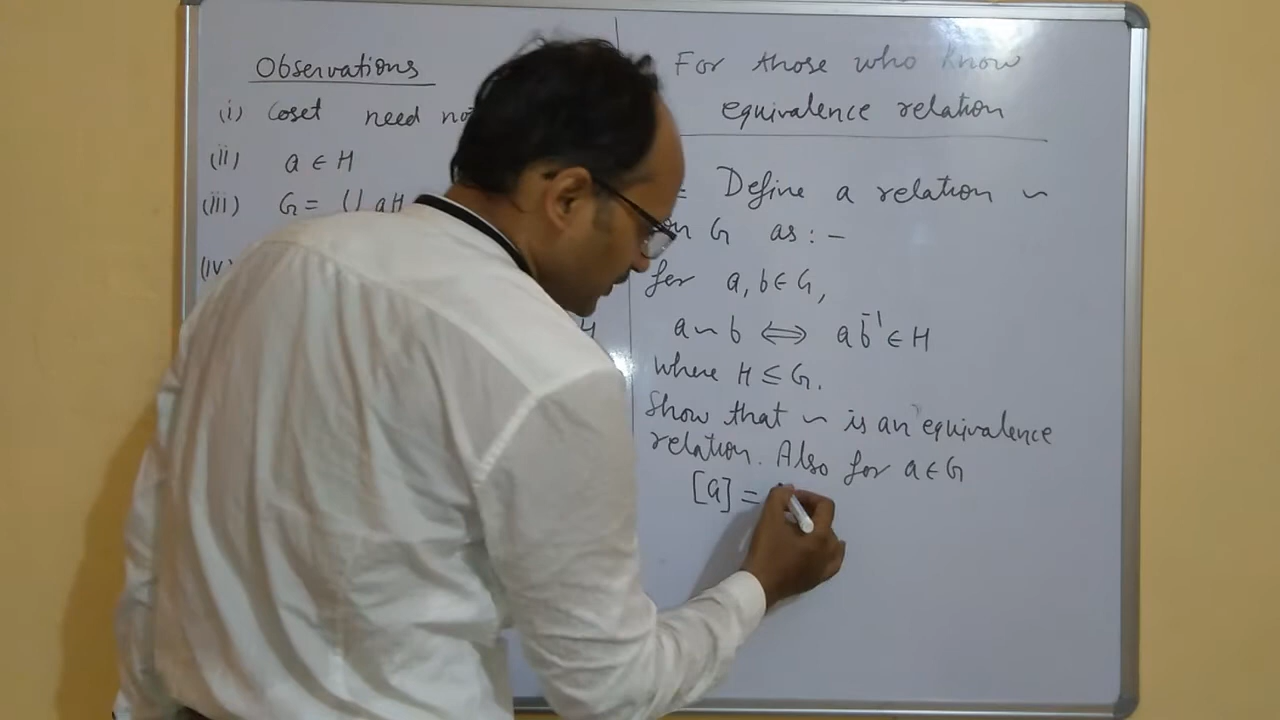 Observations
(i) Coset need not
(ii) a ∈ H
(iii) G = ∪ aH
(iv)
H
For those who know
equivalence relation
= Define a relation ~
on G as : -
for a, b ∈ G,
a ~ b ⟺ ab⁻¹ ∈ H
where H ≤ G.
Show that ~ is an equivalence
relation. Also for a ∈ G
[a] =